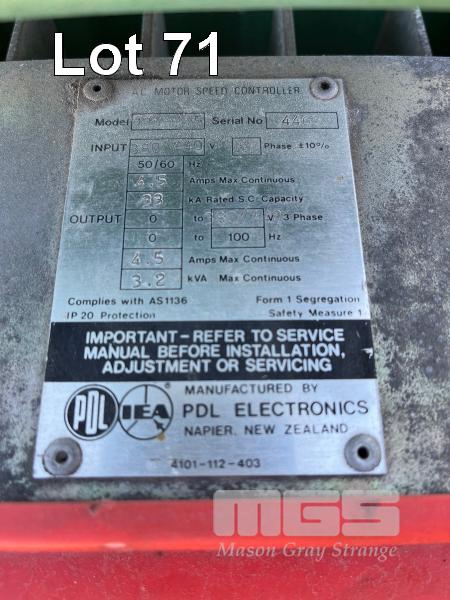 Lot 71
AC MOTOR SPEED CONTROLLER
Model Serial No
INPUT V Phase ±10%
50/60 Hz
4.5 Amps Max Continuous
33 kA Rated S.C. Capacity
OUTPUT 0 to V 3 Phase
0 to 100 Hz
4.5 Amps Max Continuous
3.2 kVA Max Continuous
Complies with AS1136 Form 1 Segregation
IP 20 Protection Safety Measure 1
IMPORTANT – REFER TO SERVICE
MANUAL BEFORE INSTALLATION,
ADJUSTMENT OR SERVICING
PDL IEA
MANUFACTURED BY
PDL ELECTRONICS
NAPIER, NEW ZEALAND
4101-112-403
MGS
Mason Gray Strange